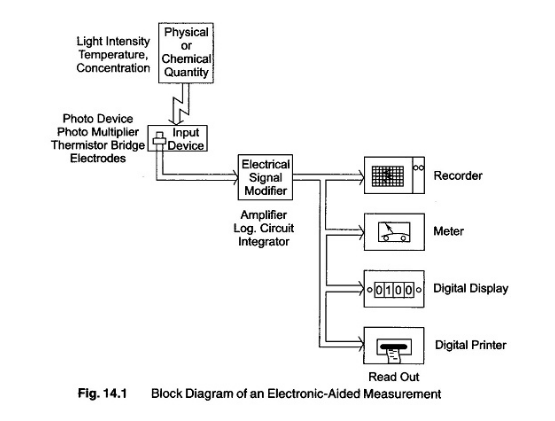 Light Intensity
Temperature,
Concentration
Physical
or
Chemical
Quantity
Photo Device
Photo Multiplier
Thermistor Bridge
Electrodes
Input
Device
Electrical
Signal
Modifier
Amplifier
Log. Circuit
Integrator
Recorder
Meter
0100
Digital Display
Digital Printer
Read Out
Fig. 14.1 Block Diagram of an Electronic-Aided Measurement